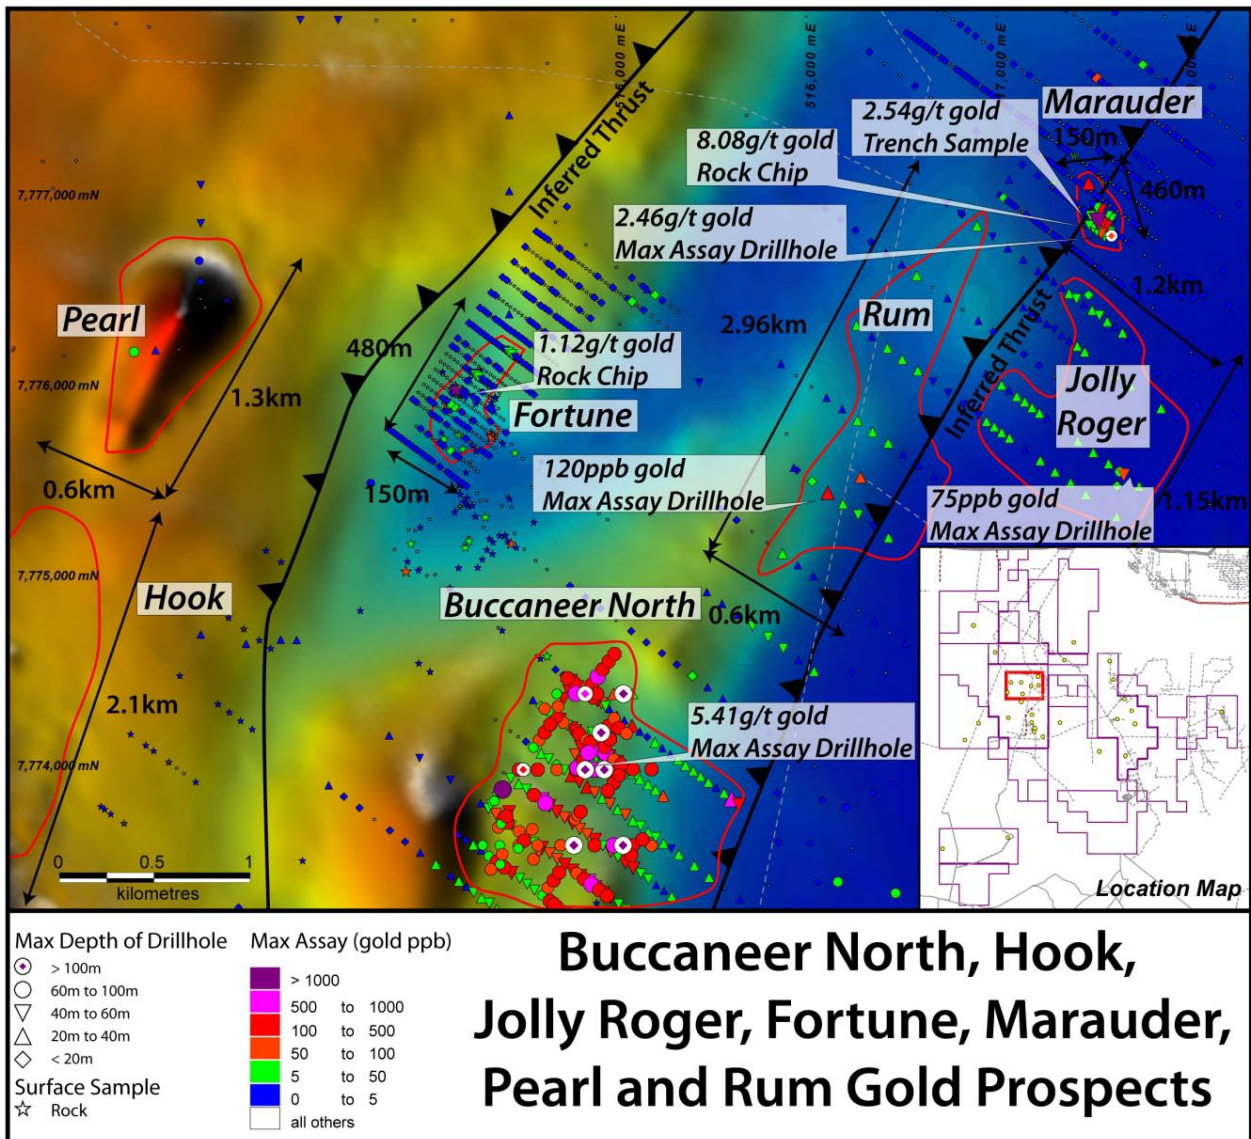 515,000 mE
516,000 mE
Marauder
2.54g/t gold
Trench Sample
150m
8.08g/t gold
Rock Chip
Inferred Thrust
7,777,000 mN
460m
2.46g/t gold
Max Assay Drillhole
Pearl
1.2km
Rum
2.96km
480m
1.12g/t gold
Rock Chip
Inferred Thrust
7,776,000 mN
1.3km
Fortune
Jolly
Roger
120ppb gold
Max Assay Drillhole
0.6km
150m
75ppb gold
Max Assay Drillhole
1.15km
7,775,000 mN
Hook
Buccaneer North
0.6km
2.1km
5.41g/t gold
Max Assay Drillhole
7,774,000 mN
0 0.5 1
kilometres
Location Map
Max Depth of Drillhole
> 100m
60m to 100m
40m to 60m
20m to 40m
< 20m
Surface Sample
Rock
Max Assay (gold ppb)
> 1000
500 to 1000
100 to 500
50 to 100
5 to 50
0 to 5
all others
Buccaneer North, Hook,
Jolly Roger, Fortune, Marauder,
Pearl and Rum Gold Prospects